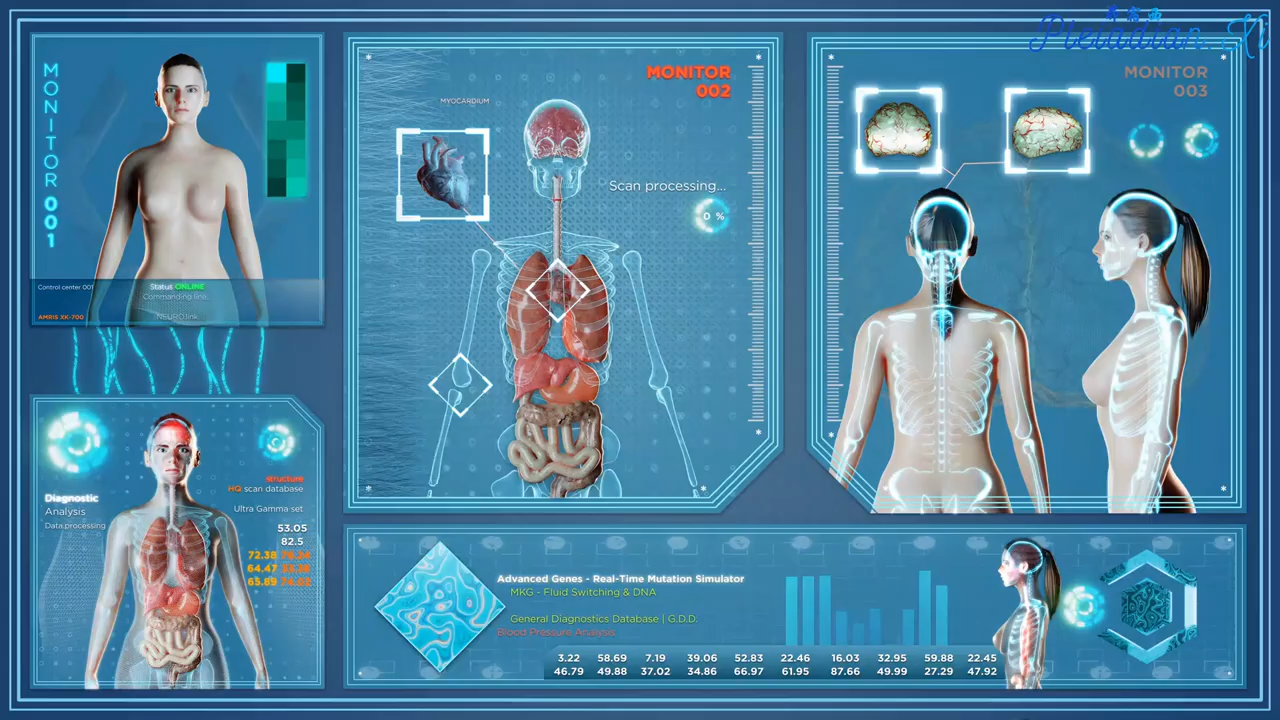 Pleiadian Xi
MONITOR 001
Control center 001
Status ONLINE
Commanding line..
AMRIS XK-700
NEURO link
MYOCARDIUM
MONITOR
002
Scan processing...
0 %
MONITOR
003
Diagnostic
Analysis
Data processing
structure
HQ scan database
Ultra Gamma set
53.05
82.5
72.38
64.47
65.89
Advanced Genes - Real-Time Mutation Simulator
MKG - Fluid Switching & DNA
General Diagnostics Database | G.D.D.
Blood Pressure Analysis
3.22 58.69 7.19 39.06 52.83 22.46 16.03 32.95 59.88 22.45
46.79 49.88 37.02 34.86 66.97 61.95 87.66 49.99 27.29 47.92